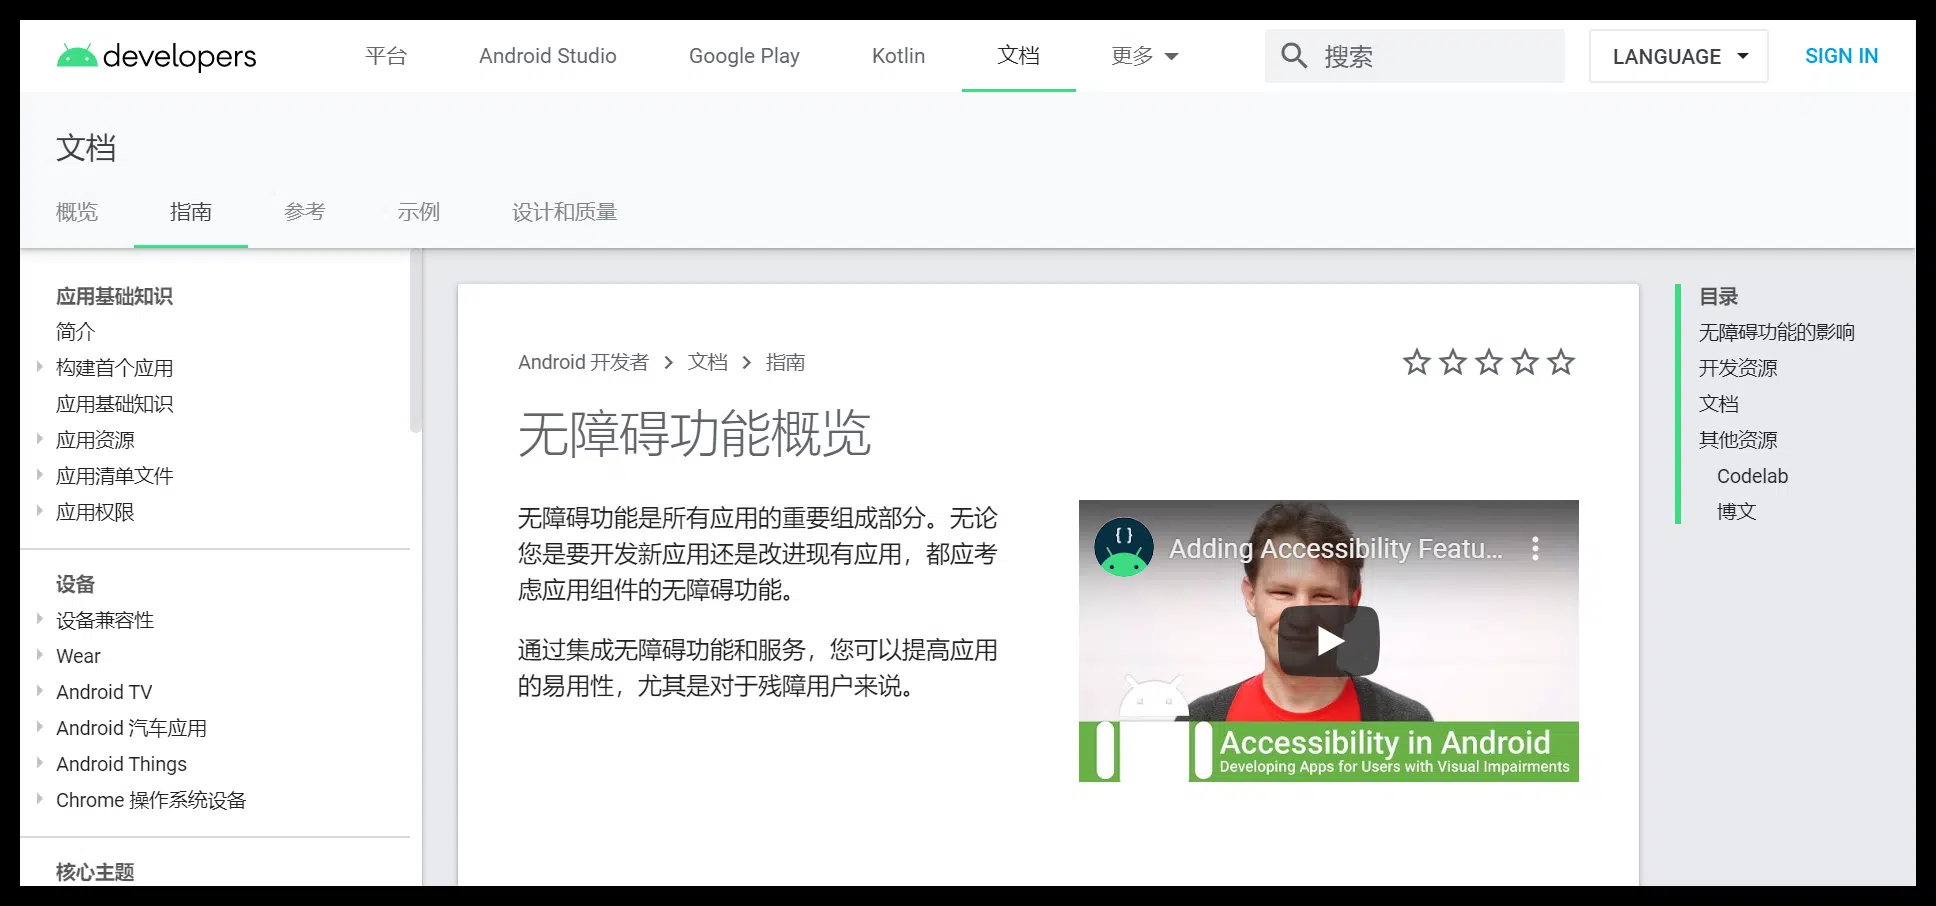 developers
平台
Android Studio
Google Play
Kotlin
文档
更多
搜索
LANGUAGE
SIGN IN
文档
概览
指南
参考
示例
设计和质量
应用基础知识
简介
构建首个应用
应用基础知识
应用资源
应用清单文件
应用权限
设备
设备兼容性
Wear
Android TV
Android 汽车应用
Android Things
Chrome 操作系统设备
核心主题
Android 开发者 > 文档 > 指南
无障碍功能概览
无障碍功能是所有应用的重要组成部分。无论
您是要开发新应用还是改进现有应用，都应考
虑应用组件的无障碍功能。
通过集成无障碍功能和服务，您可以提高应用
的易用性，尤其是对于残障用户来说。
{ }
Adding Accessibility Featu...
Accessibility in Android
Developing Apps for Users with Visual Impairments
目录
无障碍功能的影响
开发资源
文档
其他资源
Codelab
博文